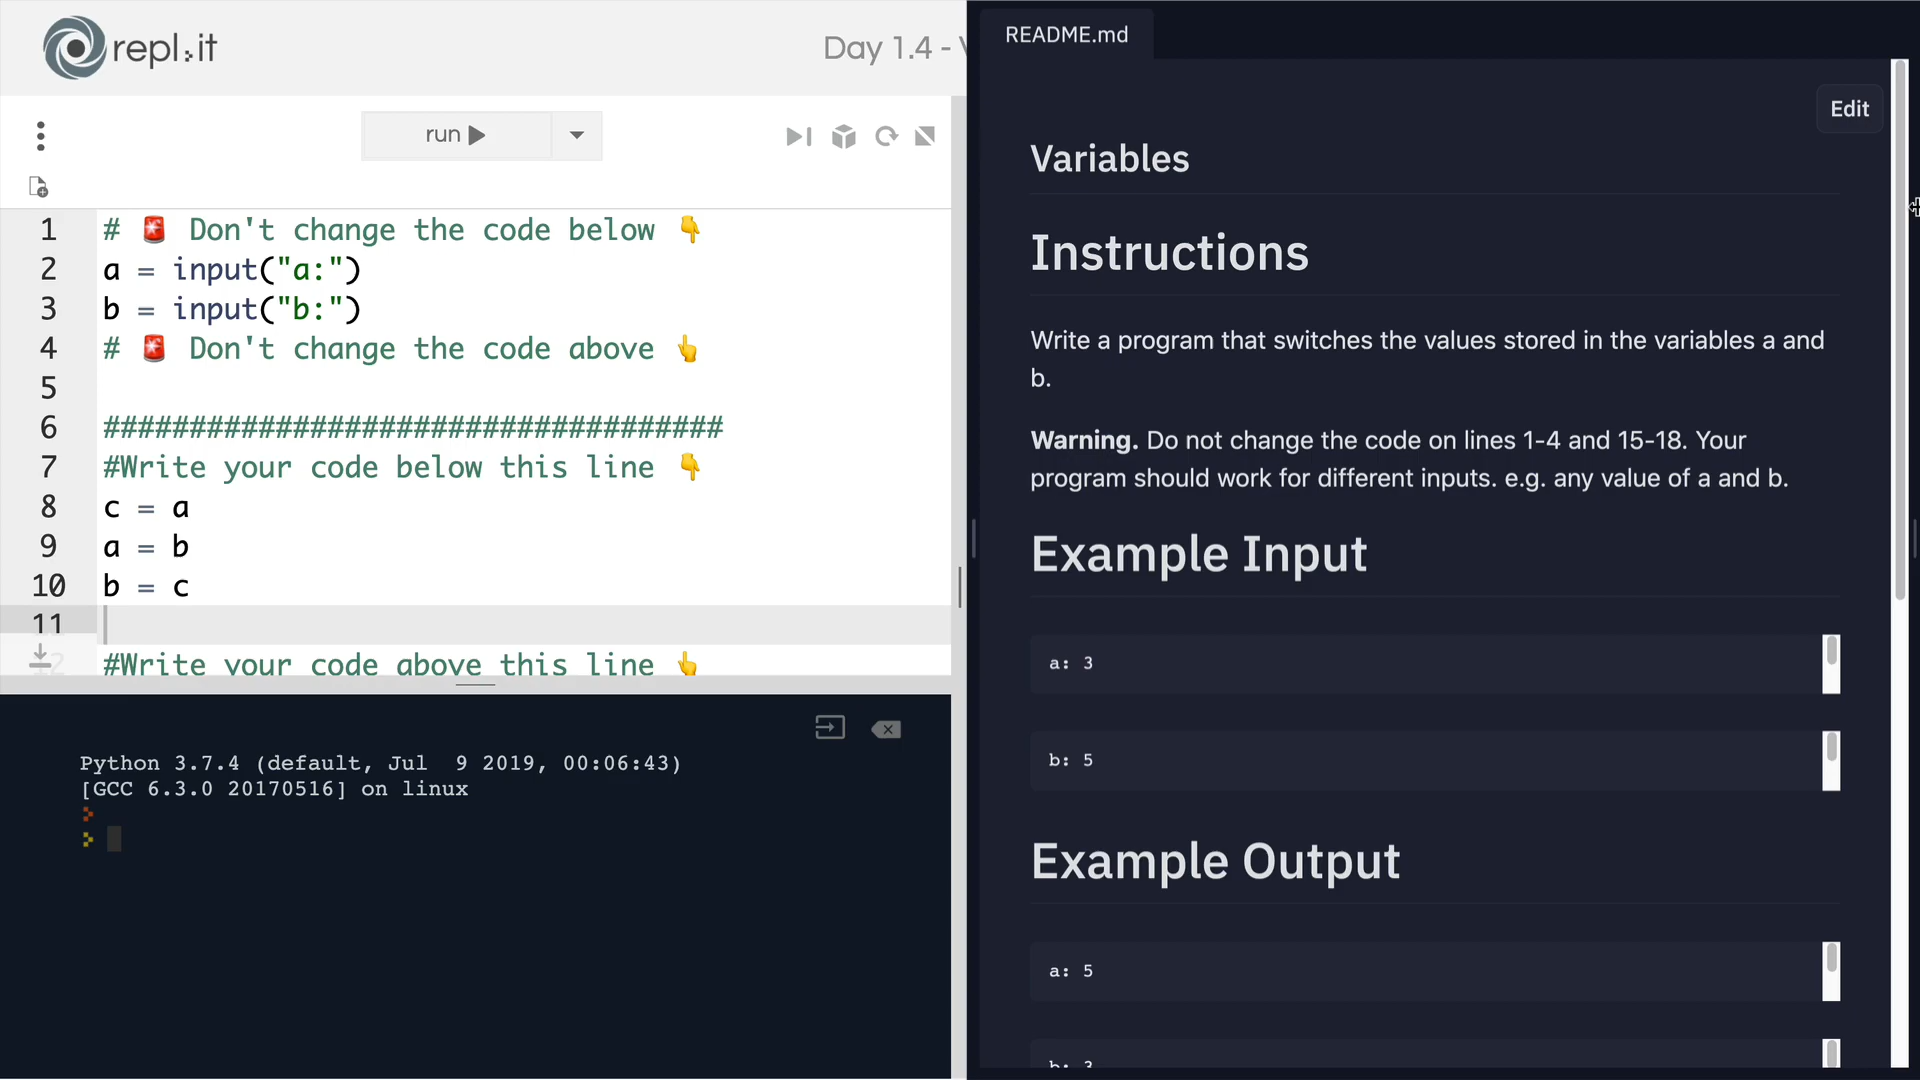 repl.it
Day 1.4 -
run
1 # 🚨 Don't change the code below 👇
2 a = input("a:")
3 b = input("b:")
4 # 🚨 Don't change the code above 👆
5
6 ####################################
7 #Write your code below this line 👇
8 c = a
9 a = b
10 b = c
11
12 #Write your code above this line 👆
Python 3.7.4 (default, Jul  9 2019, 00:06:43)
[GCC 6.3.0 20170516] on linux
README.md
Edit
Variables
Instructions
Write a program that switches the values stored in the variables a and
b.
Warning. Do not change the code on lines 1-4 and 15-18. Your
program should work for different inputs. e.g. any value of a and b.
Example Input
a: 3
b: 5
Example Output
a: 5
b: 3